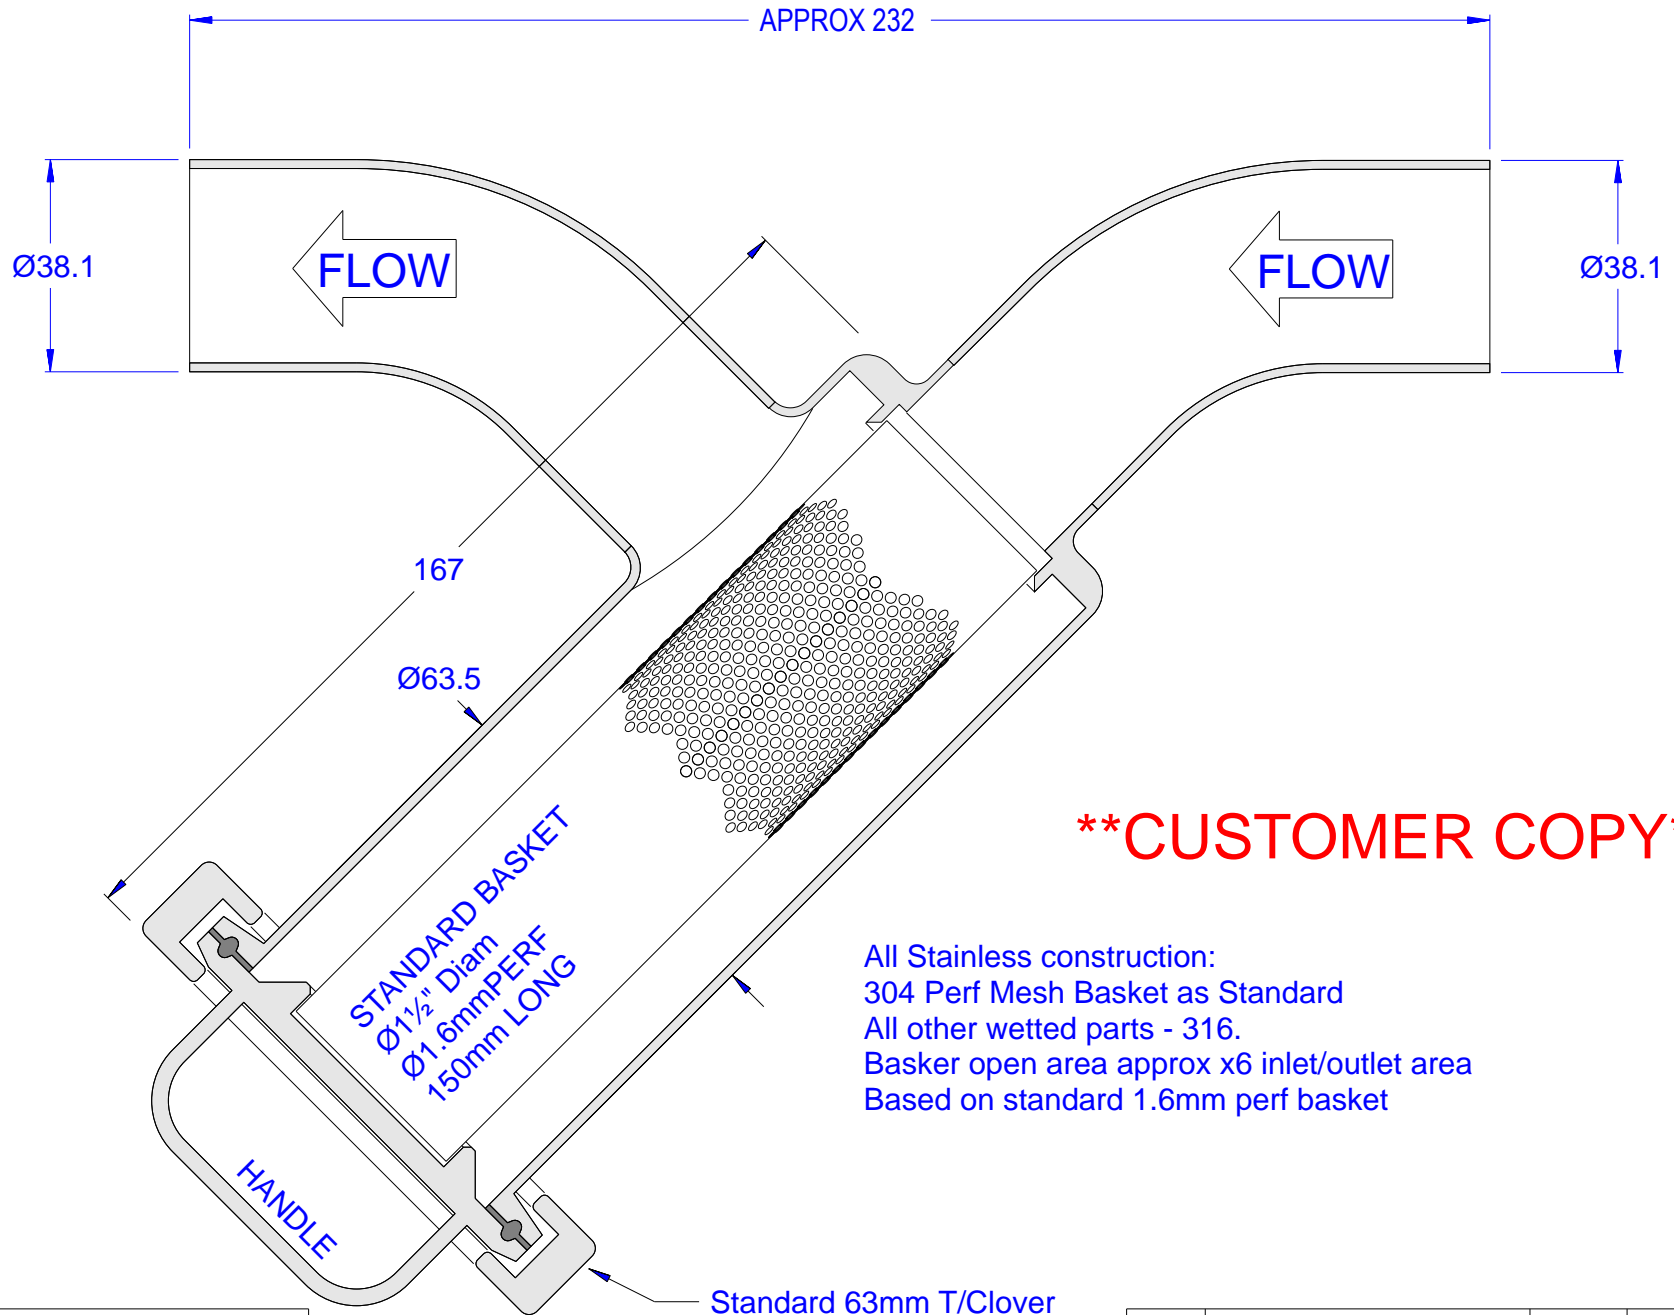 APPROX 232
Ø38.1
FLOW
FLOW
Ø38.1
167
Ø63.5
STANDARD BASKET
Ø1½" Diam
Ø1.6mmPERF
150mm LONG
**CUSTOMER COPY*
All Stainless construction:
304 Perf Mesh Basket as Standard
All other wetted parts - 316.
Basker open area approx x6 inlet/outlet area
Based on standard 1.6mm perf basket
HANDLE
Standard 63mm T/Clover